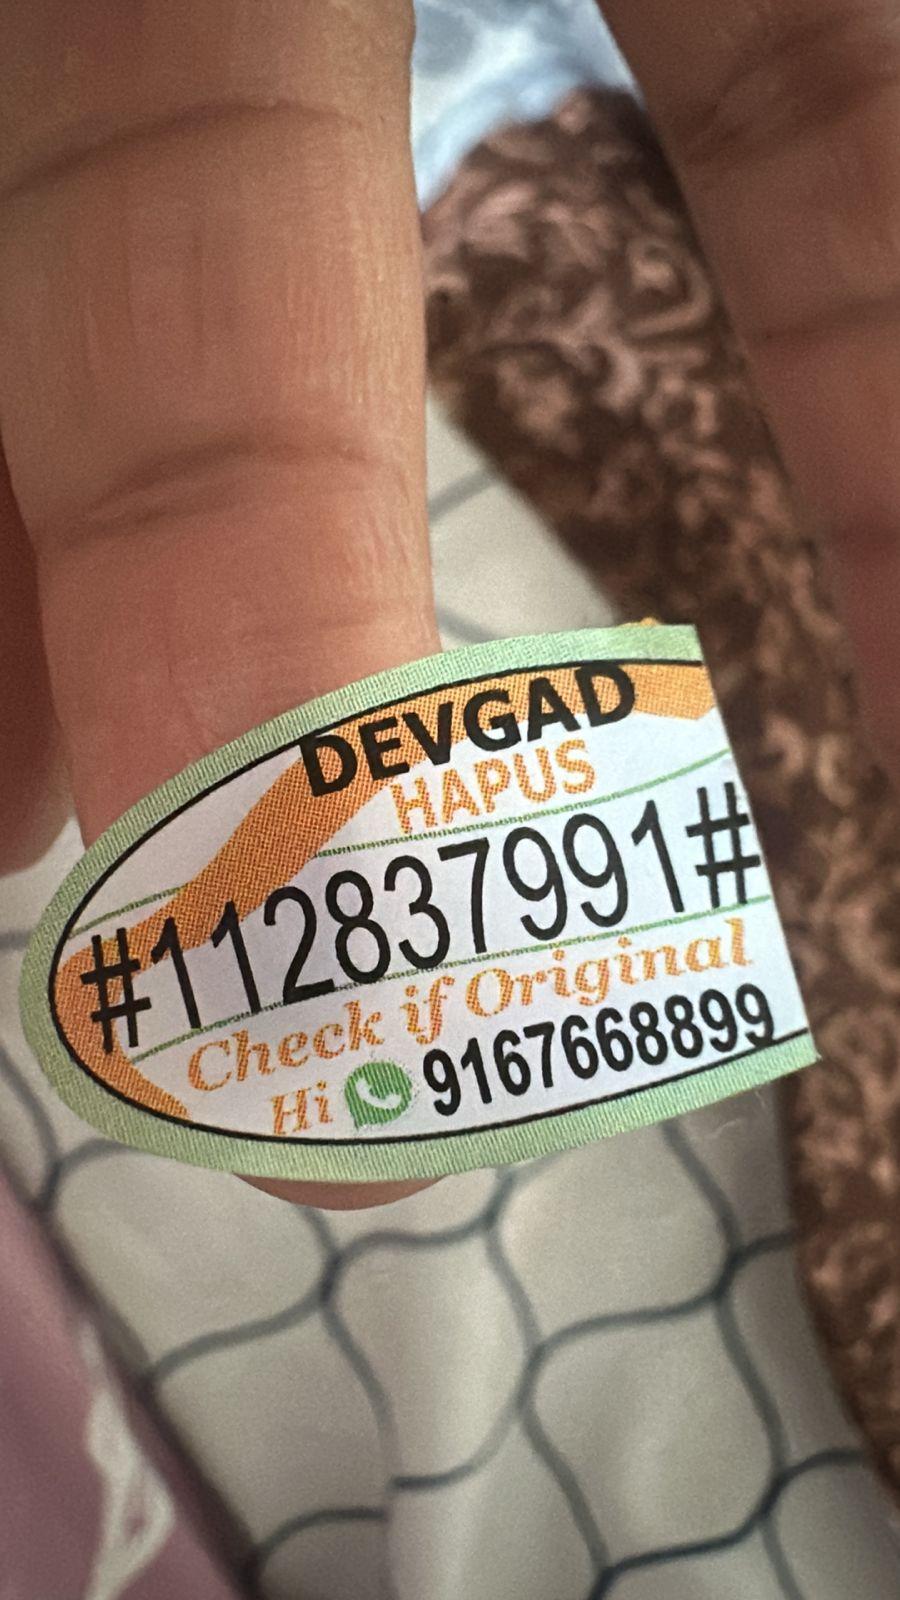 DEVGAD
HAPUS
#112837991#
Check if Original
Hi 9167668899